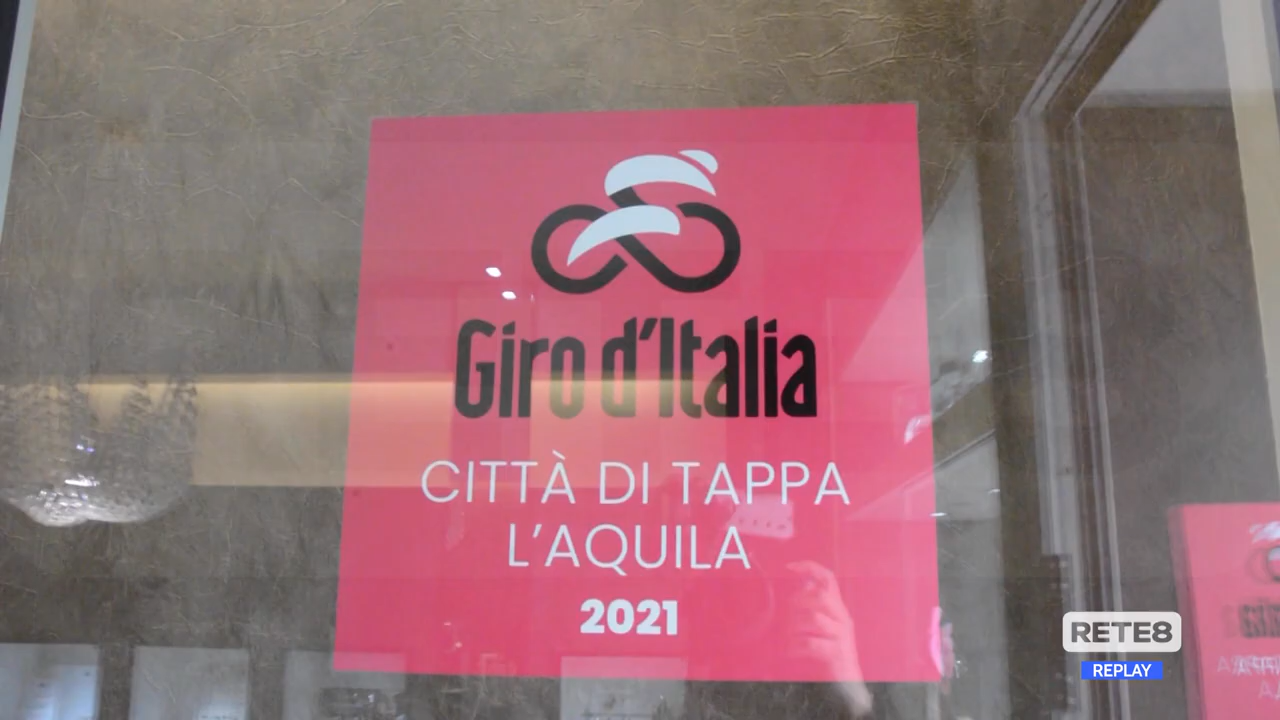 Giro d'Italia
CITTÀ DI TAPPA
L'AQUILA
2021
RETE8
REPLAY